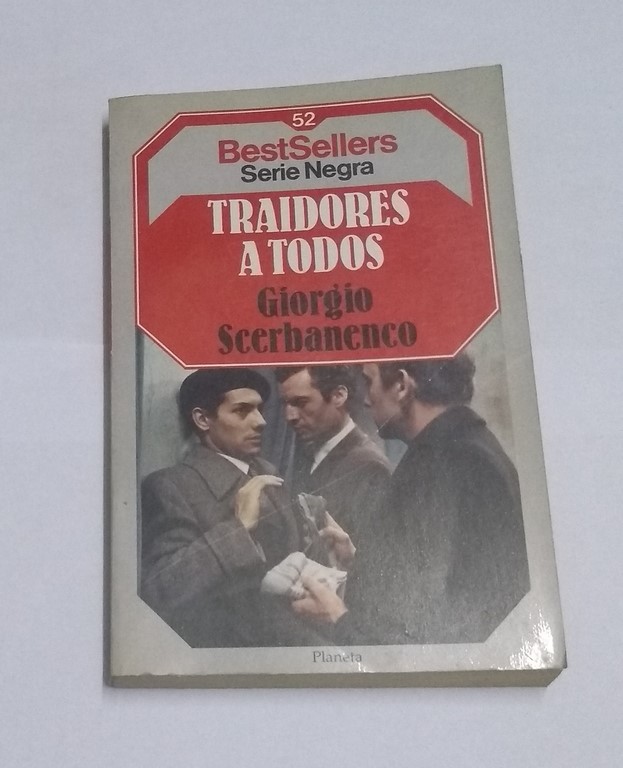 52
BestSellers
Serie Negra
TRAIDORES
A TODOS
Giorgio
Scerbanenco
Planeta